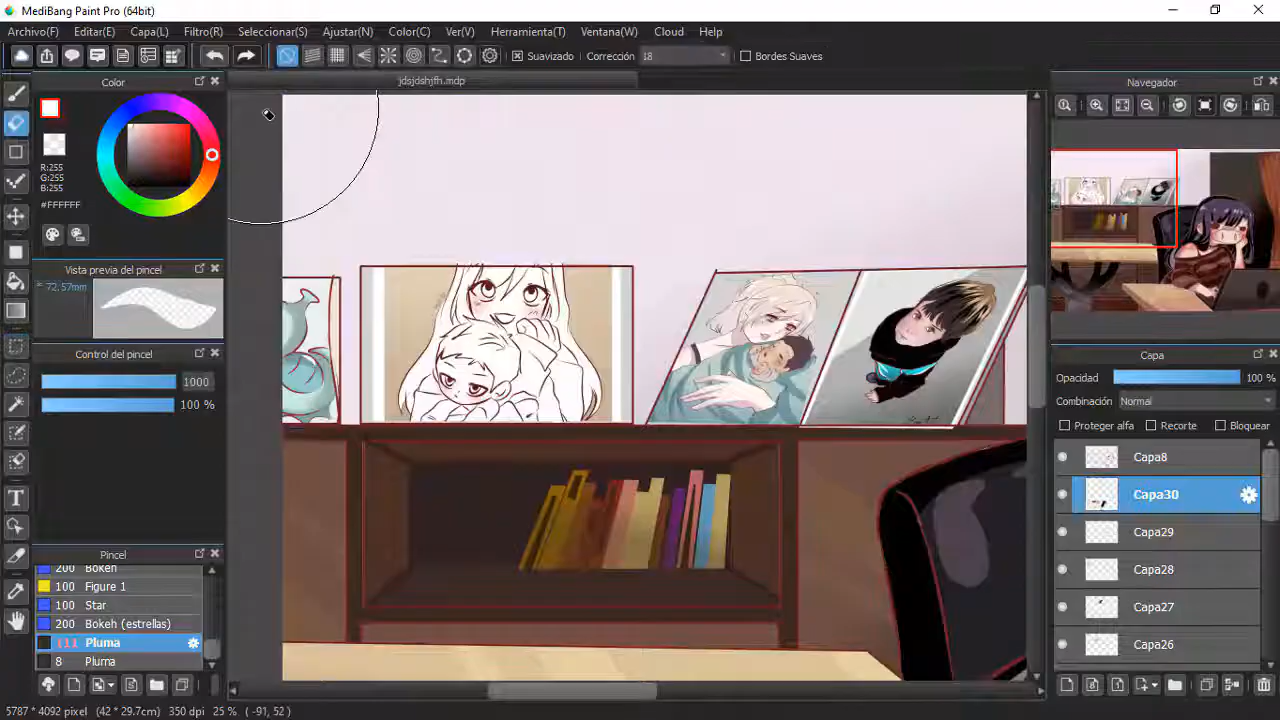 MediBang Paint Pro (64bit)
Archivo(F) Editar(E) Capa(L) Filtro(R) Seleccionar(S) Ajustar(N) Color(C) Ver(V) Herramienta(T) Ventana(W) Cloud Help
Suavizado Corrección 18 Bordes Suaves
jdsjdshjfh.mdp
Color
R:255
G:255
B:255
#FFFFFF
Vista previa del pincel
* 72.57mm
Control del pincel
1000
100 %
Pincel
200 Bokeh
100 Figure 1
100 Star
200 Bokeh (estrellas)
Pluma
8 Pluma
Navegador
Capa
Opacidad 100 %
Combinación Normal
Proteger alfa Recorte Bloquear
Capa8
Capa30
Capa29
Capa28
Capa27
Capa26
5787 * 4092 pixel (42 * 29.7cm) 350 dpi 25 % ( -91, 52 )